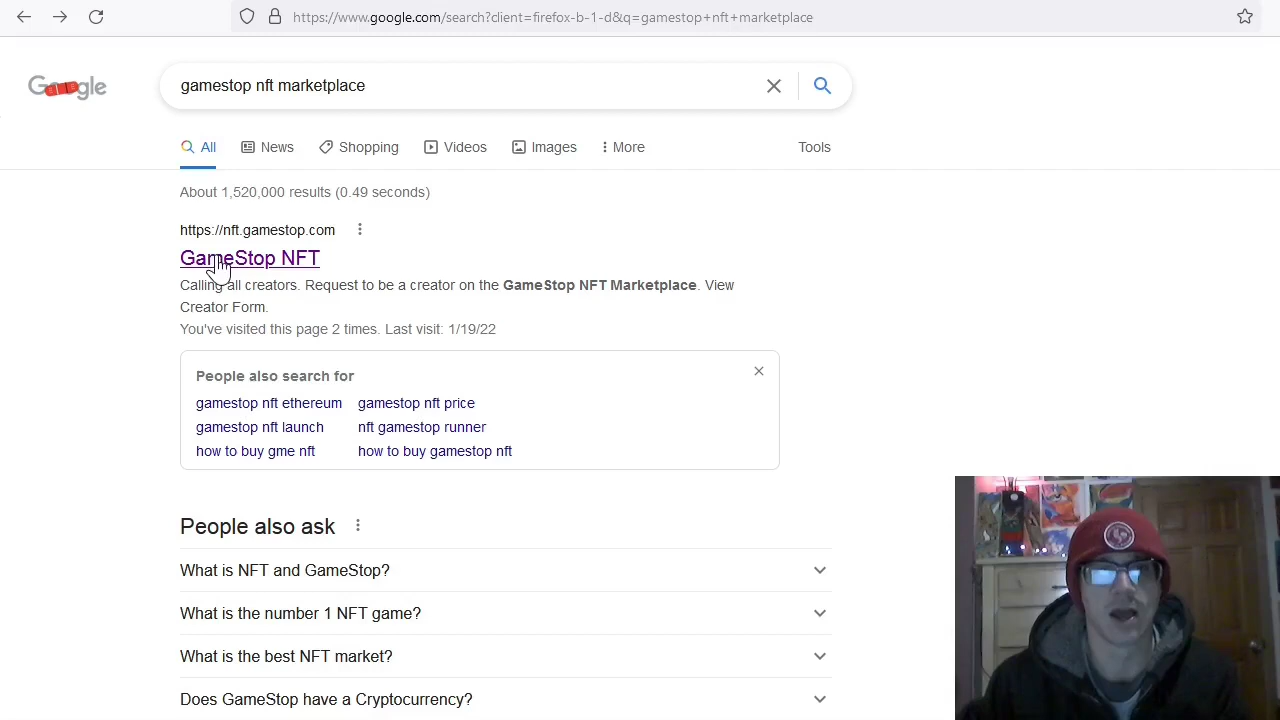 https://www.google.com/search?client=firefox-b-1-d&q=gamestop+nft+marketplace
Google
gamestop nft marketplace
All News Shopping Videos Images More Tools
About 1,520,000 results (0.49 seconds)
https://nft.gamestop.com
GameStop NFT
Calling all creators. Request to be a creator on the GameStop NFT Marketplace. View
Creator Form.
You've visited this page 2 times. Last visit: 1/19/22
People also search for
gamestop nft ethereum gamestop nft price
gamestop nft launch nft gamestop runner
how to buy gme nft how to buy gamestop nft
People also ask
What is NFT and GameStop?
What is the number 1 NFT game?
What is the best NFT market?
Does GameStop have a Cryptocurrency?